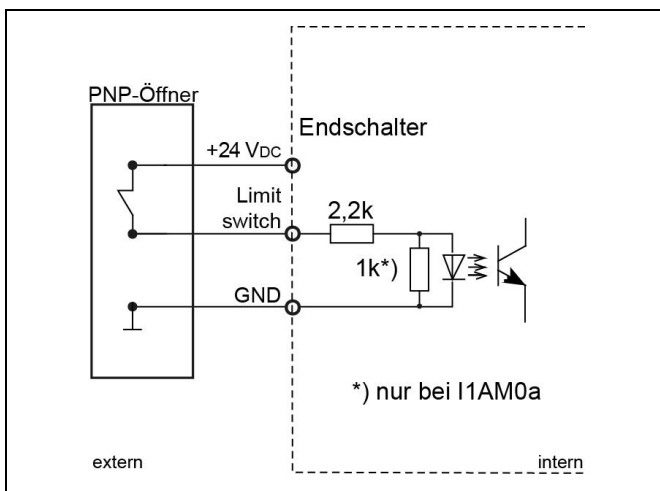 PNP-Öffner
Endschalter
+24 VDC
Limit
switch
2,2k
1k*)
GND
*) nur bei I1AM0a
extern
intern